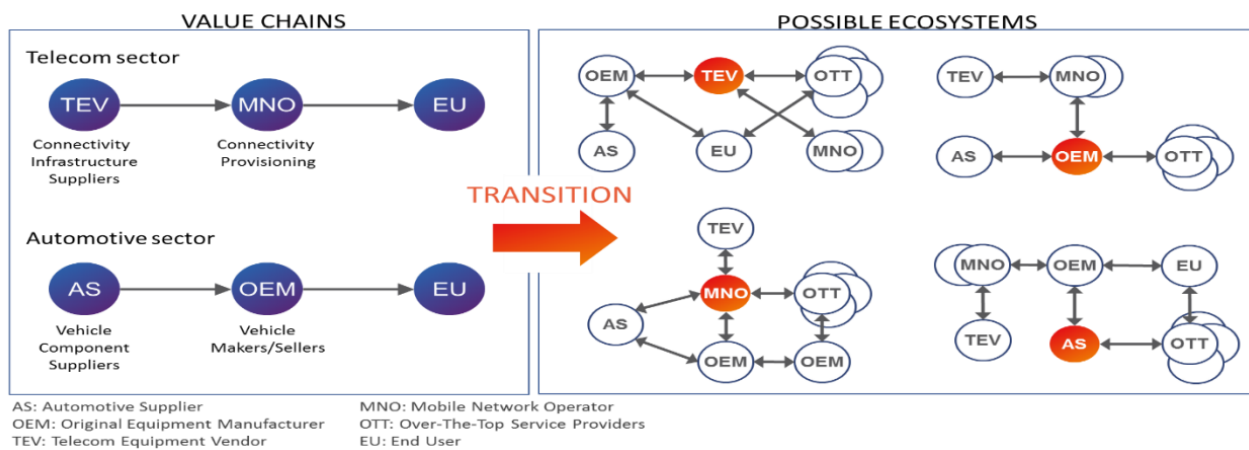 VALUE CHAINS
Telecom sector
TEV
MNO
EU
Connectivity
Infrastructure
Suppliers
Connectivity
Provisioning
Automotive sector
AS
OEM
EU
Vehicle
Component
Suppliers
Vehicle
Makers/Sellers
TRANSITION
POSSIBLE ECOSYSTEMS
OEM
TEV
OTT
AS
EU
MNO
TEV
MNO
AS
OEM
OTT
TEV
MNO
OTT
AS
OEM
OEM
MNO
OEM
EU
TEV
AS
OTT
AS: Automotive Supplier
OEM: Original Equipment Manufacturer
TEV: Telecom Equipment Vendor
MNO: Mobile Network Operator
OTT: Over-The-Top Service Providers
EU: End User